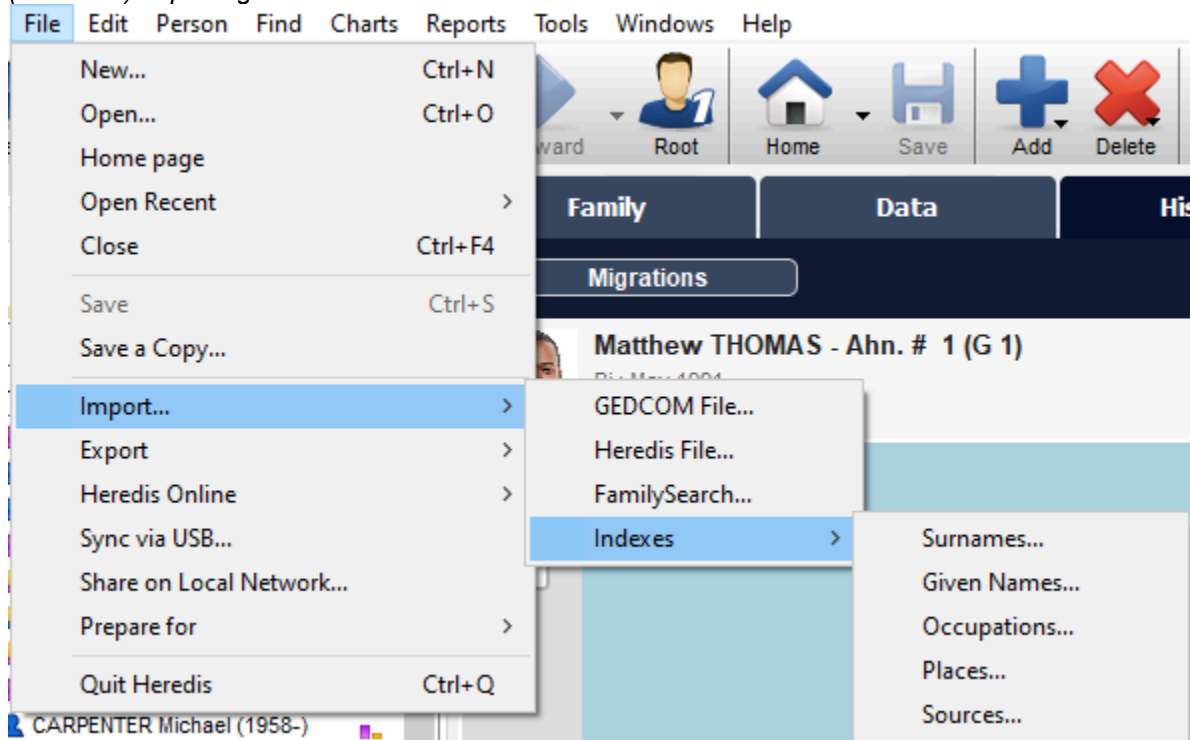 File Edit Person Find Charts Reports Tools Windows Help
New... Ctrl+N
Open... Ctrl+O
Home page
Open Recent
Close Ctrl+F4
Save Ctrl+S
Save a Copy...
Import...
Export
Heredis Online
Sync via USB...
Share on Local Network...
Prepare for
Quit Heredis Ctrl+Q
ward Root Home Save Add Delete
Family Data His
Migrations
Matthew THOMAS - Ahn. # 1 (G 1)
GEDCOM File...
Heredis File...
FamilySearch...
Indexes
Surnames...
Given Names...
Occupations...
Places...
Sources...
CARPENTER Michael (1958-)